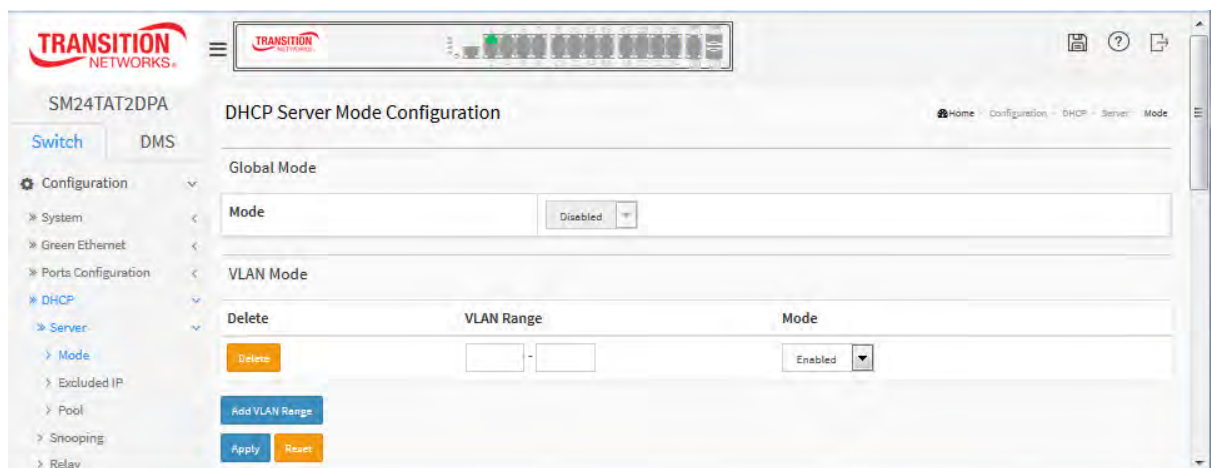 TRANSITION
NETWORKS®
TRANSITION
NETWORKS
SM24TAT2DPA
Switch DMS
Configuration
» System
» Green Ethernet
» Ports Configuration
» DHCP
» Server
> Mode
> Excluded IP
> Pool
> Snooping
> Relay
DHCP Server Mode Configuration
Home - Configuration - DHCP - Server - Mode
Global Mode
Mode Disabled
VLAN Mode
Delete VLAN Range Mode
Delete - Enabled
Add VLAN Range
Apply Reset